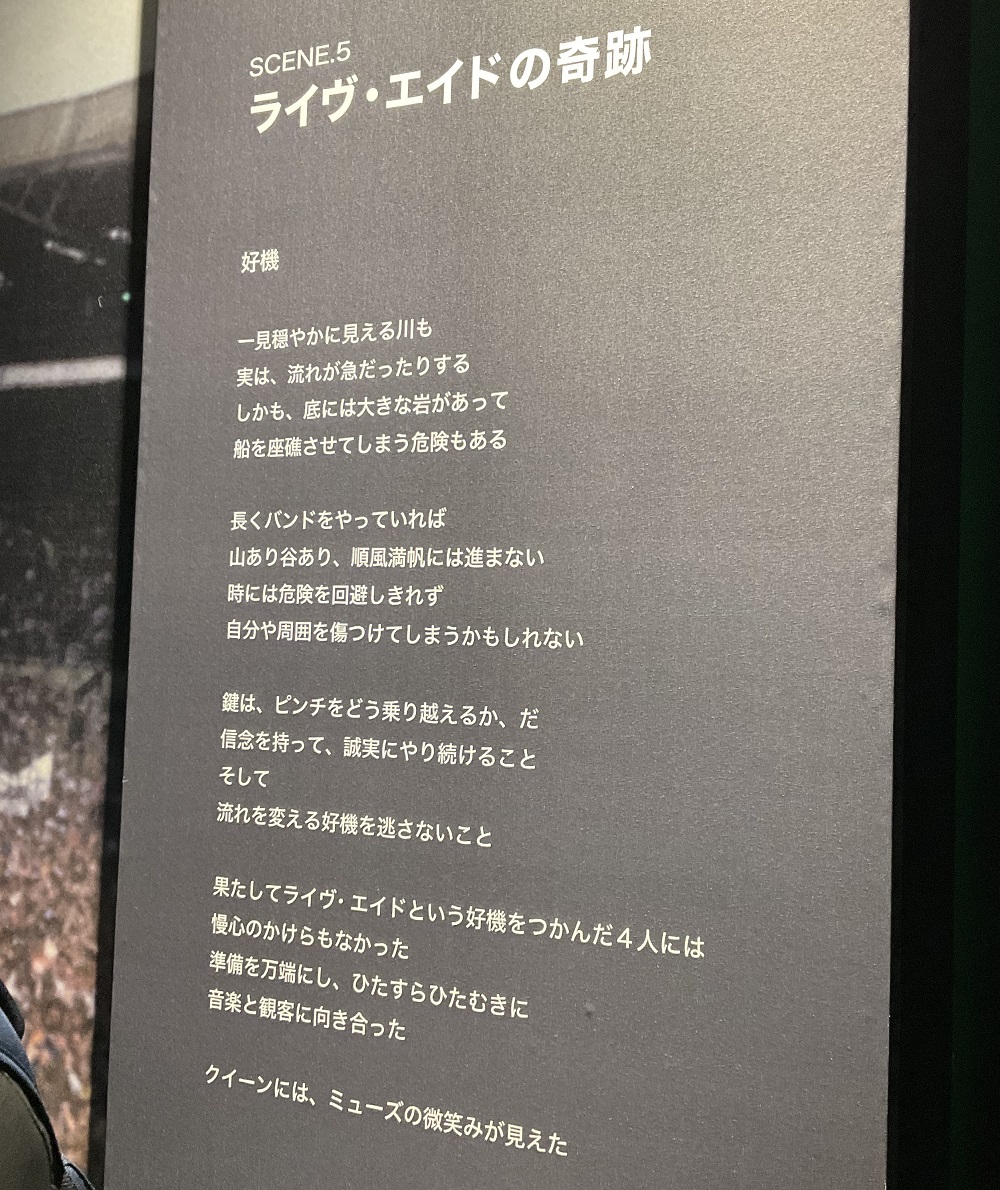 SCENE.5
ライヴ・エイドの奇跡
好機
一見穏やかに見える川も
実は、流れが急だったりする
しかも、底には大きな岩があって
船を座礁させてしまう危険もある
長くバンドをやっていれば
山あり谷あり、順風満帆には進まない
時には危険を回避しきれず
自分や周囲を傷つけてしまうかもしれない
鍵は、ピンチをどう乗り越えるか、だ
信念を持って、誠実にやり続けること
そして
流れを変える好機を逃さないこと
果たしてライヴ・エイドという好機をつかんだ4人には
慢心のかけらもなかった
準備を万端にし、ひたすらひたむきに
音楽と観客に向き合った
クイーンには、ミューズの微笑みが見えた